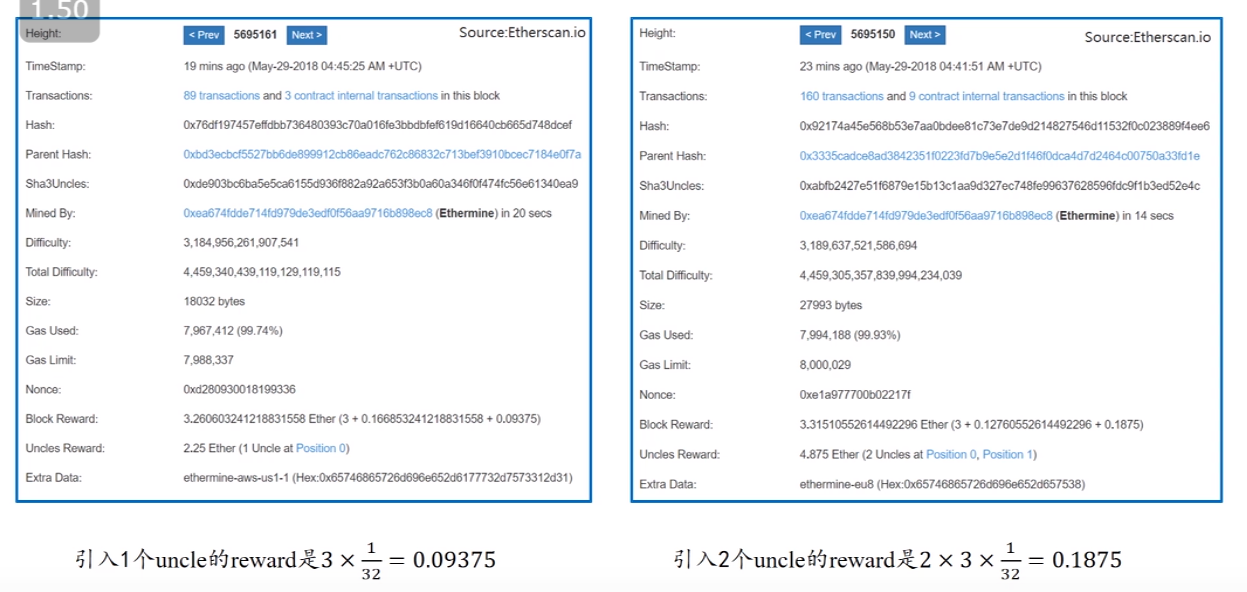 1.50
Height: < Prev 5695161 Next > Source:Etherscan.io
TimeStamp: 19 mins ago (May-29-2018 04:45:25 AM +UTC)
Transactions: 89 transactions and 3 contract internal transactions in this block
Hash: 0x76df197457effdbb736480393c70a016fe3bbdbfef619d16640cb665d748dcef
Parent Hash: 0xbd3ecbcf5527bb6de899912cb86eadc762c86832c713bef3910bcec7184e0f7a
Sha3Uncles: 0xde903bc6ba5e5ca6155d936f882a92a653f3b0a60a346f0f474fc56e61340ea9
Mined By: 0xea674fdde714fd979de3edf0f56aa9716b898ec8 (Ethermine) in 20 secs
Difficulty: 3,184,956,261,907,541
Total Difficulty: 4,459,340,439,119,129,119,115
Size: 18032 bytes
Gas Used: 7,967,412 (99.74%)
Gas Limit: 7,988,337
Nonce: 0xd280930018199336
Block Reward: 3.260603241218831558 Ether (3 + 0.166853241218831558 + 0.09375)
Uncles Reward: 2.25 Ether (1 Uncle at Position 0)
Extra Data: ethermine-aws-us1-1 (Hex:0x65746865726d696e652d6177732d7573312d31)
引入1个uncle的reward是3 × 1/32 = 0.09375
Height: < Prev 5695150 Next > Source:Etherscan.io
TimeStamp: 23 mins ago (May-29-2018 04:41:51 AM +UTC)
Transactions: 160 transactions and 9 contract internal transactions in this block
Hash: 0x92174a45e568b53e7aa0bdee81c73e7de9d214827546d11532f0c023889f4ee6
Parent Hash: 0x3335cadce8ad3842351f0223fd7b9e5e2d1f46f0dca4d7d2464c00750a33fd1e
Sha3Uncles: 0xabfb2427e51f6879e15b13c1aa9d327ec748fe99637628596fdc9f1b3ed52e4c
Mined By: 0xea674fdde714fd979de3edf0f56aa9716b898ec8 (Ethermine) in 14 secs
Difficulty: 3,189,637,521,586,694
Total Difficulty: 4,459,305,357,839,994,234,039
Size: 27993 bytes
Gas Used: 7,994,188 (99.93%)
Gas Limit: 8,000,029
Nonce: 0xe1a977700b02217f
Block Reward: 3.31510552614492296 Ether (3 + 0.12760552614492296 + 0.1875)
Uncles Reward: 4.875 Ether (2 Uncles at Position 0, Position 1)
Extra Data: ethermine-eu8 (Hex:0x65746865726d696e652d657538)
引入2个uncle的reward是2 × 3 × 1/32 = 0.1875